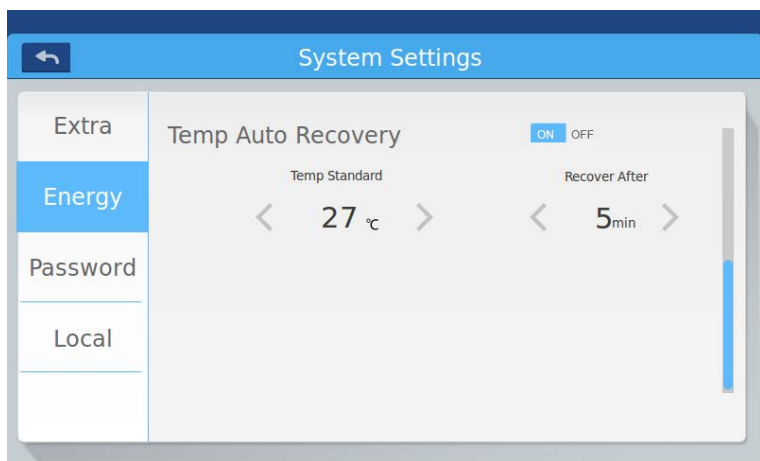 System Settings
Extra
Energy
Password
Local
Temp Auto Recovery
ON OFF
Temp Standard
27 ℃
Recover After
5min